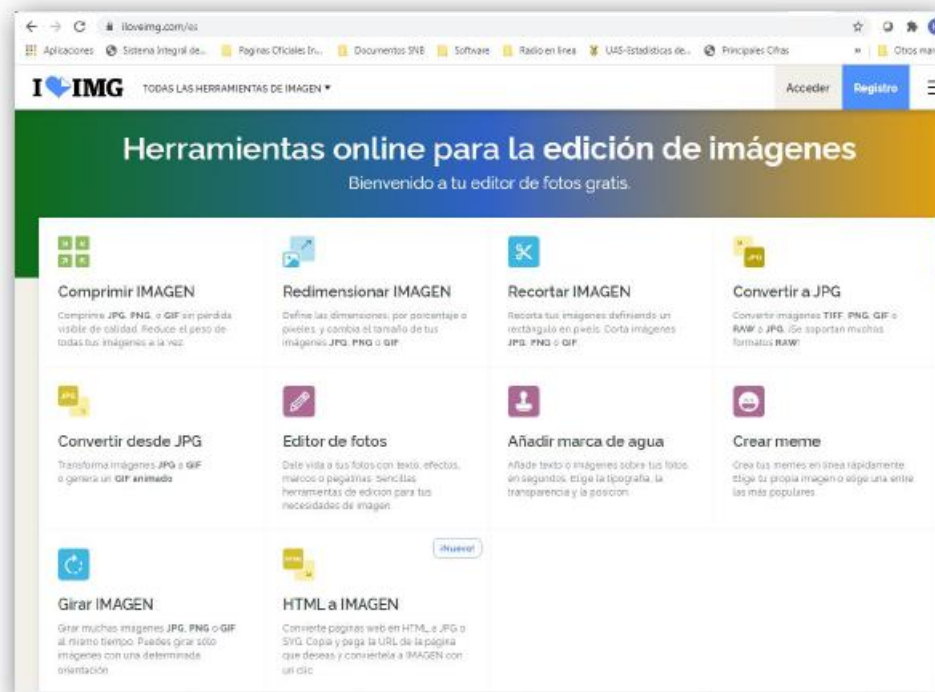 iloveimg.com/es
Aplicaciones Sistema Integral de... Paginas Oficiales In... Documentos SNB Software Radio en linea UAS-Estadisticas de... Principales Cifras » Otros mar
I IMG TODAS LAS HERRAMIENTAS DE IMAGEN Acceder Registro
Herramientas online para la edición de imágenes
Bienvenido a tu editor de fotos gratis.
Comprimir IMAGEN
Comprime JPG, PNG, o GIF sin pérdida
visible de calidad. Reduce el peso de
todas tus imágenes a la vez.
Redimensionar IMAGEN
Define las dimensiones, por porcentaje o
pixeles, y cambia el tamaño de tus
imágenes JPG, PNG o GIF
Recortar IMAGEN
Recorta tus imágenes definiendo un
rectángulo en pixels. Corta imágenes
JPG, PNG o GIF
Convertir a JPG
JPG
Convierte imágenes TIFF, PNG, GIF o
RAW a JPG. ¡Se soportan muchos
formatos RAW!
JPG
Convertir desde JPG
Transforma imágenes JPG a GIF
o genera un GIF animado
Editor de fotos
Dale vida a tus fotos con texto, efectos,
marcos o pegatinas. Sencillas
herramientas de edición para tus
necesidades de imagen.
Añadir marca de agua
Añade texto o imágenes sobre tus fotos
en segundos. Elige la tipografía, la
transparencia y la posición.
Crear meme
Crea tus memes en línea rápidamente.
Elige tu propia imagen o elige una entre
las más populares.
Girar IMAGEN
Girar muchas imágenes JPG, PNG o GIF
al mismo tiempo. Puedes girar sólo
imágenes con una determinada
orientación
¡Nuevo!
HTML
HTML a IMAGEN
Convierte páginas web en HTML a JPG o
SVG. Copia y pega la URL de la página
que deseas y conviértela a IMAGEN con
un clic